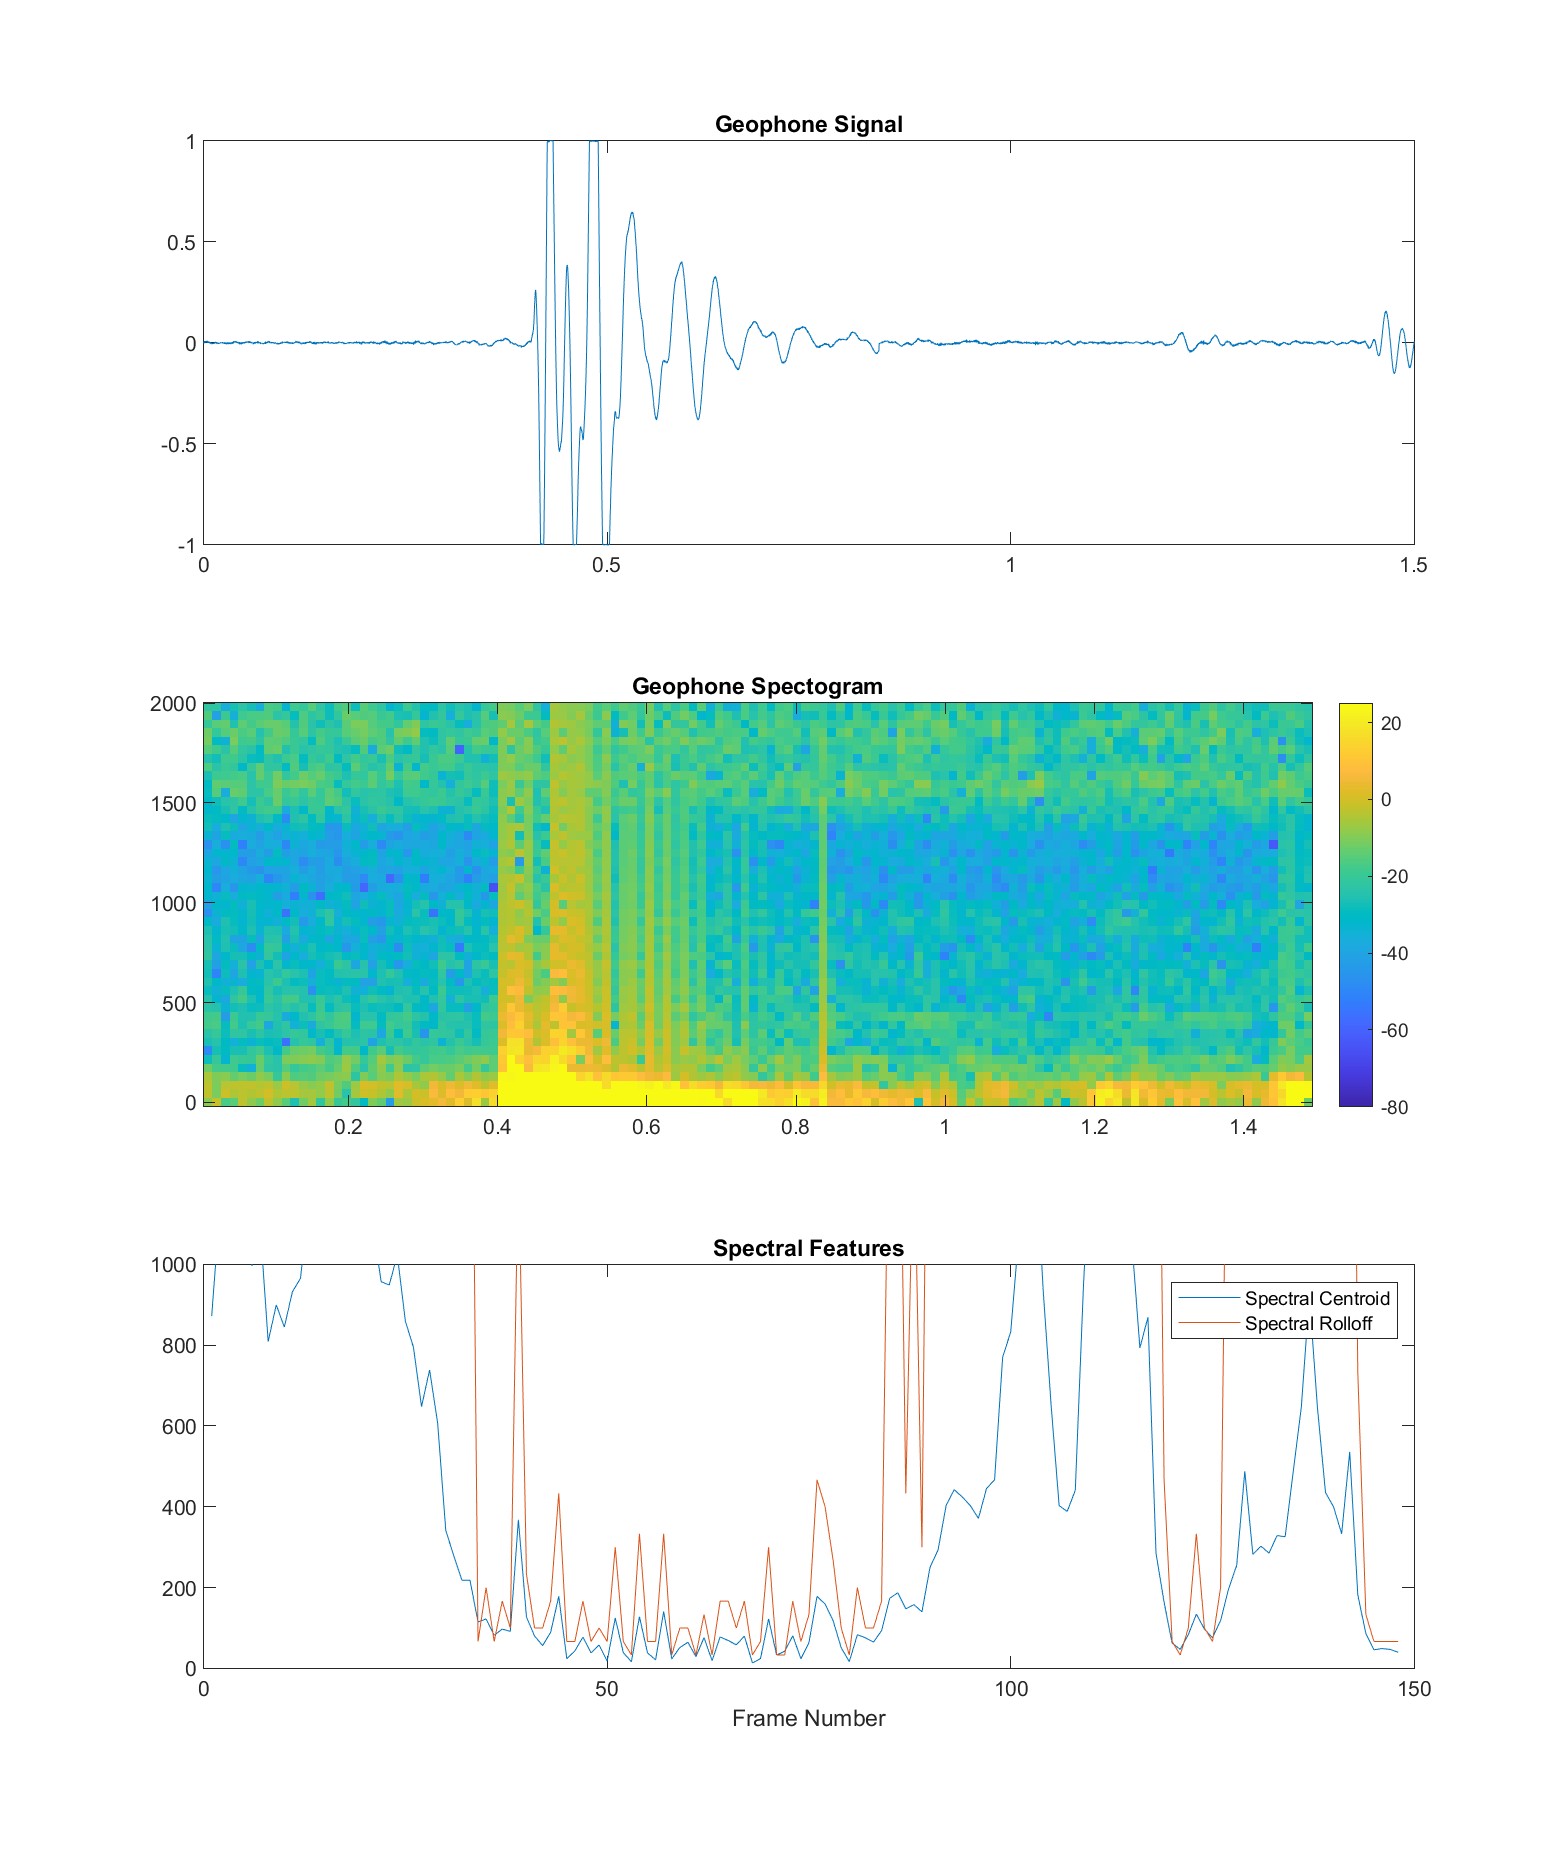 Geophone Signal
1
0.5
0
-0.5
-1
0 0.5 1 1.5
Geophone Spectogram
2000
1500
1000
500
0
0.2 0.4 0.6 0.8 1 1.2 1.4
20
0
-20
-40
-60
-80
Spectral Features
1000
800
600
400
200
0
Spectral Centroid
Spectral Rolloff
0 50 100 150
Frame Number